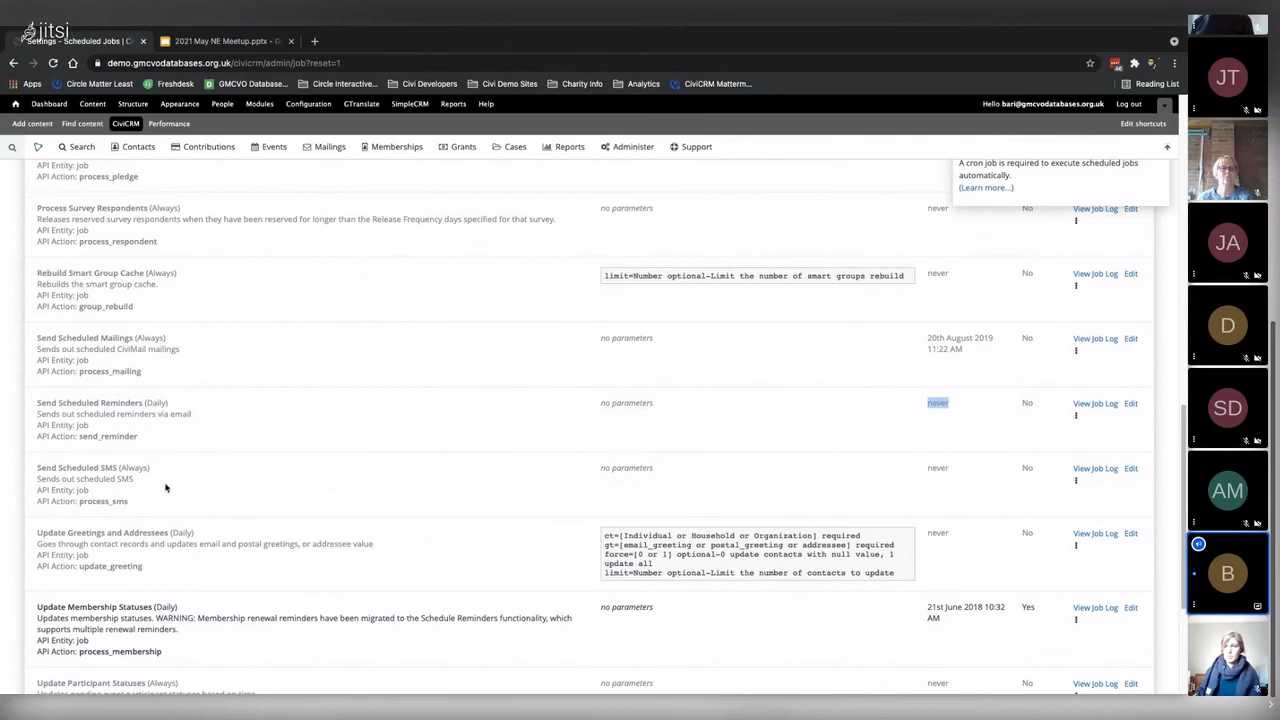 jitsi
Settings - Scheduled Jobs | C
2021 May NE Meetup.pptx -
demo.gmcvodatabases.org.uk/civicrm/admin/job?reset=1
46
Apps
Circle Matter Least
Freshdesk
GMCVO Database...
Circle Interactive
Civi Developers
Civi Demo Sites
Charity Info
Analytics
CiviCRM Matterm...
Reading List
Dashboard Content Structure Appearance People Modules Configuration GTranslate SimpleCRM Reports Help
Hello bari@gmcvodatabases.org.uk Log out
Add content Find content CiviCRM Performance
Edit shortcuts
Search Contacts Contributions Events Mailings Memberships Grants Cases Reports Administer Support
API Entity: job
API Action: process_pledge
A cron job is required to execute scheduled jobs
automatically.
(Learn more...)
Process Survey Respondents (Always)
Releases reserved survey respondents when they have been reserved for longer than the Release Frequency days specified for that survey.
API Entity: job
API Action: process_respondent
no parameters
never
No
View Job Log Edit
Rebuild Smart Group Cache (Always)
Rebuilds the smart group cache.
API Entity: job
API Action: group_rebuild
limit=Number optional-Limit the number of smart groups rebuild
never
No
View Job Log Edit
Send Scheduled Mailings (Always)
Sends out scheduled CiviMail mailings
API Entity: job
API Action: process_mailing
no parameters
20th August 2019
11:22 AM
No
View Job Log Edit
Send Scheduled Reminders (Daily)
Sends out scheduled reminders via email
API Entity: job
API Action: send_reminder
no parameters
never
No
View Job Log Edit
Send Scheduled SMS (Always)
Sends out scheduled SMS
API Entity: job
API Action: process_sms
no parameters
never
No
View Job Log Edit
Update Greetings and Addressees (Daily)
Goes through contact records and updates email and postal greetings, or addressee value
API Entity: job
API Action: update_greeting
ct=[Individual or Household or Organization] required
gt=[email_greeting or postal_greeting or addressee] required
force=[0 or 1] optional-0 update contacts with null value, 1
update all
limit=Number optional-Limit the number of contacts to update
never
No
View Job Log Edit
Update Membership Statuses (Daily)
Updates membership statuses. WARNING: Membership renewal reminders have been migrated to the Schedule Reminders functionality, which
supports multiple renewal reminders.
API Entity: job
API Action: process_membership
no parameters
21st June 2018 10:32
AM
Yes
View Job Log Edit
Update Participant Statuses (Always)
Updates pending event participant statuses based on time
no parameters
never
No
View Job Log Edit
JT
JA
D
SD
AM
B